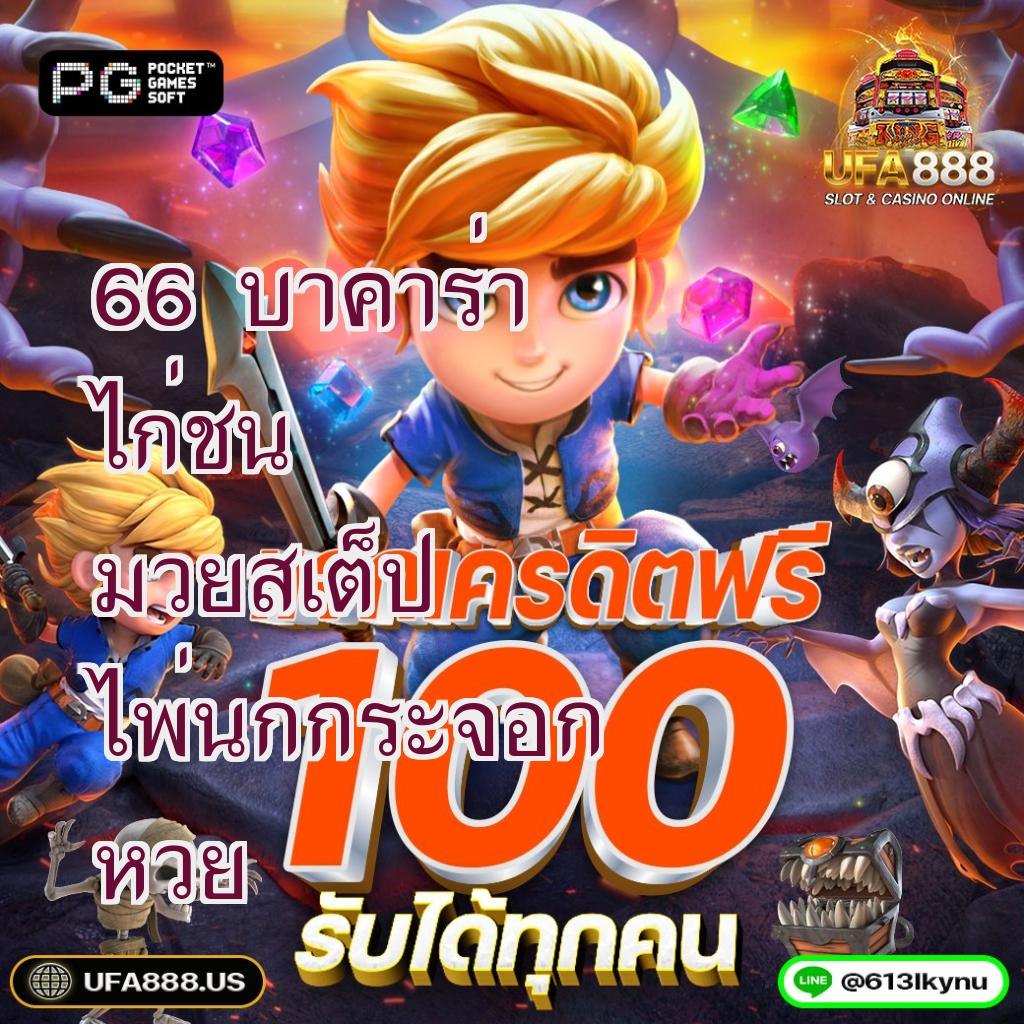 PG POCKET GAMES SOFT™
UFA888
SLOT & CASINO ONLINE
66 บาคาร่า
ไก่ชน
มวยสเต็ป
เครดิตฟรี
ไพ่นกกระจอก
100
หวย
รับได้ทุกคน
UFA888.US
LINE @613lkynu